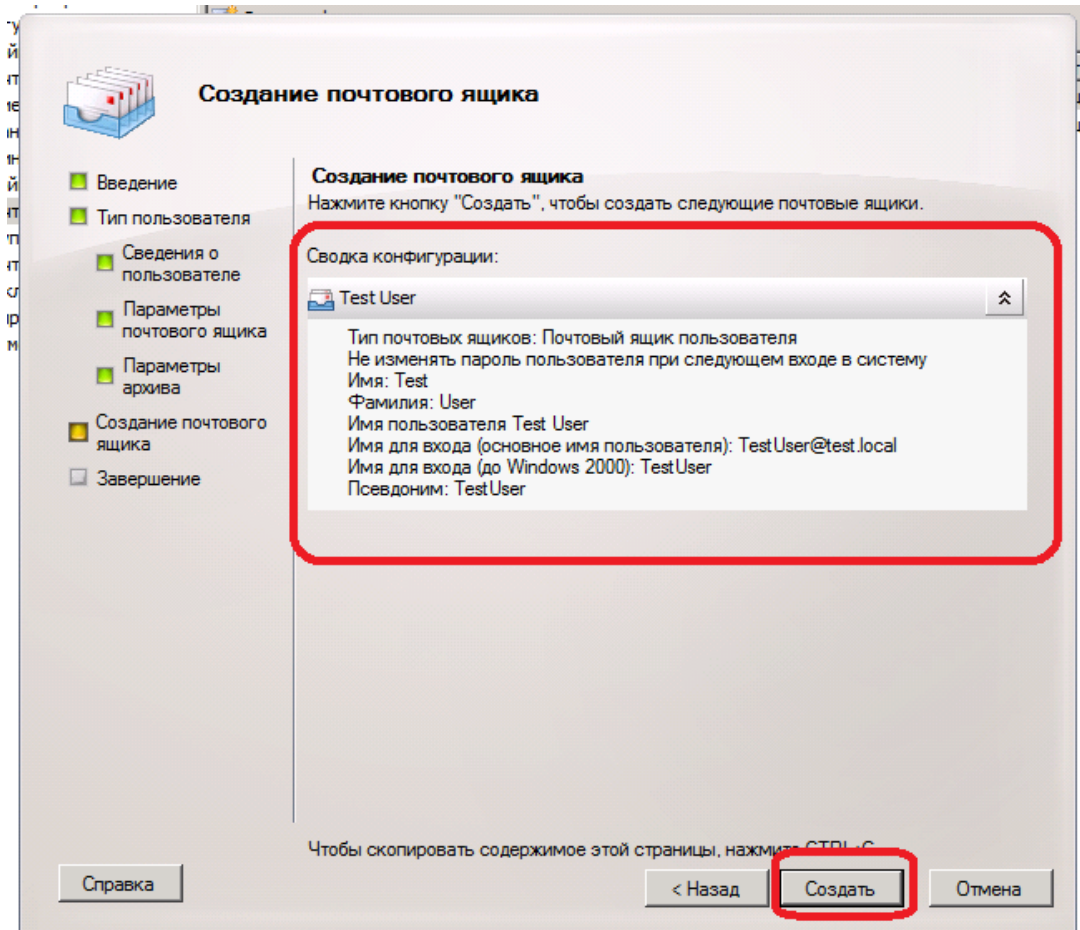 Создание почтового ящика
Введение
Тип пользователя
Сведения о
пользователе
Параметры
почтового ящика
Параметры
архива
Создание почтового
ящика
Завершение
Создание почтового ящика
Нажмите кнопку "Создать", чтобы создать следующие почтовые ящики.
Сводка конфигурации:
Test User
Тип почтовых ящиков: Почтовый ящик пользователя
Не изменять пароль пользователя при следующем входе в систему
Имя: Test
Фамилия: User
Имя пользователя Test User
Имя для входа (основное имя пользователя): TestUser@test.local
Имя для входа (до Windows 2000): TestUser
Псевдоним: TestUser
Чтобы скопировать содержимое этой страницы, нажмите CTRL+C.
Справка
< Назад
Создать
Отмена